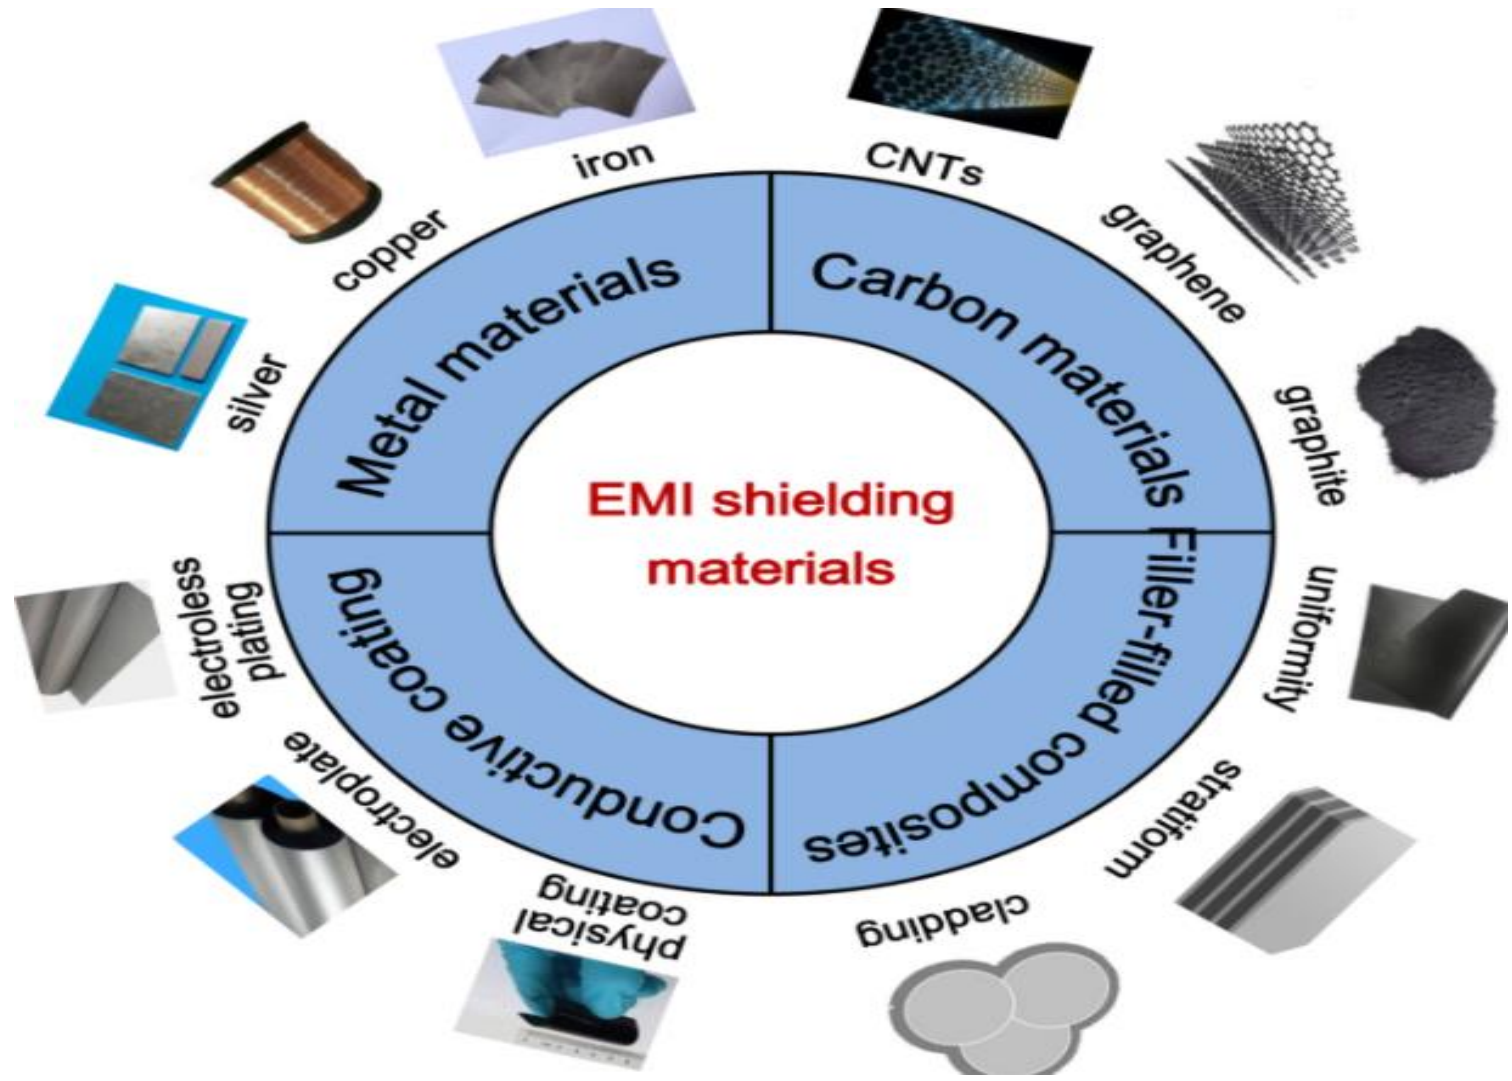 iron
copper
silver
Metal materials
CNTs
graphene
graphite
Carbon materials
EMI shielding
materials
electroless
plating
electroplate
physical
coating
Conductive coating
uniformity
stratiform
cladding
Filler-filled composites